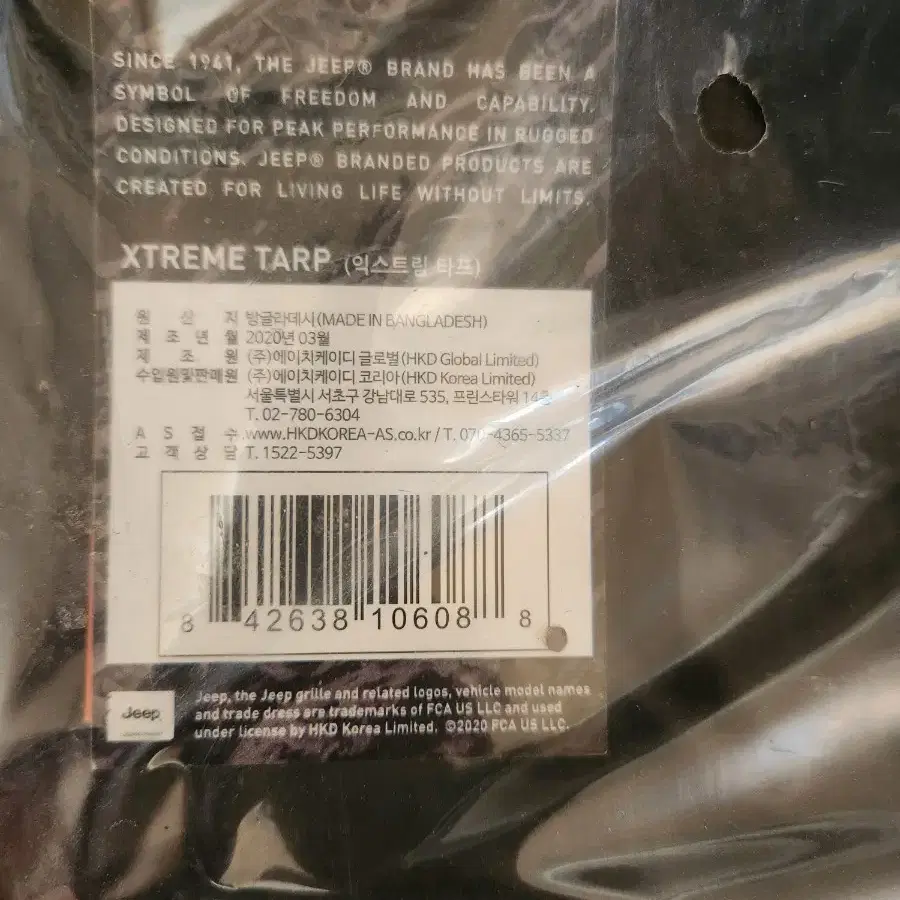 SINCE 1941, THE JEEP® BRAND HAS BEEN A
SYMBOL OF FREEDOM AND CAPABILITY.
DESIGNED FOR PEAK PERFORMANCE IN RUGGED
CONDITIONS. JEEP® BRANDED PRODUCTS ARE
CREATED FOR LIVING LIFE WITHOUT LIMITS.
XTREME TARP (익스트림 타프)
원 산 지 방글라데시(MADE IN BANGLADESH)
제 조 년 월 2020년 03월
제 조 원 (주)에이치케이디 글로벌(HKD Global Limited)
수입원및판매원 (주)에이치케이디 코리아(HKD Korea Limited)
서울특별시 서초구 강남대로 535, 프린스타워 14층
T. 02-780-6304
A S 접 수 www.HKDKOREA-AS.co.kr / T. 070-4365-5337
고 객 상 담 T. 1522-5397
8 42638 10608 8
Jeep, the Jeep grille and related logos, vehicle model names
and trade dress are trademarks of FCA US LLC and used
under license by HKD Korea Limited. ©2020 FCA US LLC.
Jeep